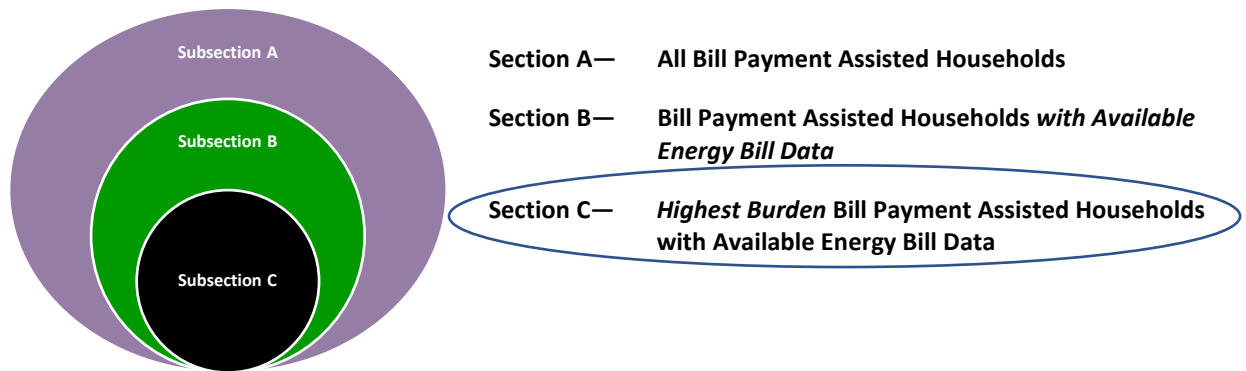 Subsection A
Subsection B
Subsection C
Section A— All Bill Payment Assisted Households
Section B— Bill Payment Assisted Households with Available
Energy Bill Data
Section C— Highest Burden Bill Payment Assisted Households
with Available Energy Bill Data